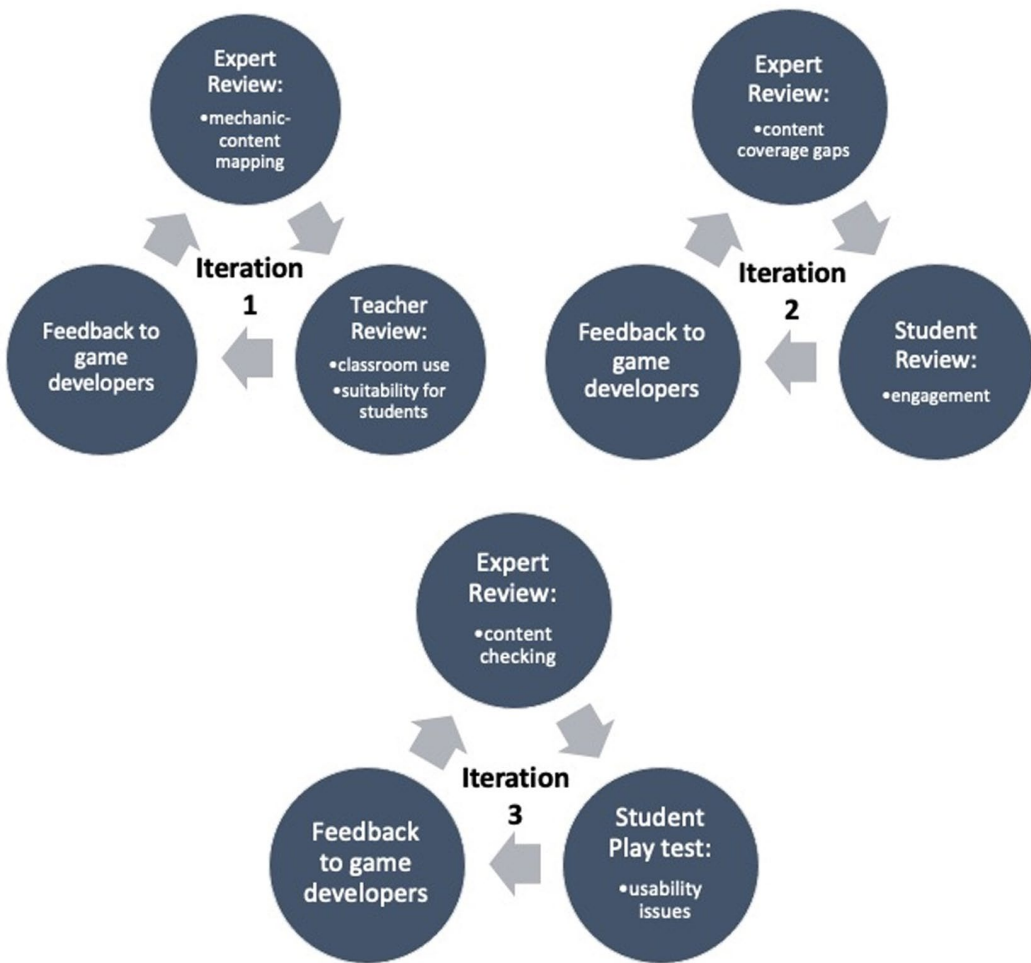 Expert
Review:
•mechanic-
content
mapping
Iteration
1
Teacher
Review:
•classroom use
•suitability for
students
Feedback to
game
developers
Expert
Review:
•content
coverage gaps
Iteration
2
Student
Review:
•engagement
Feedback to
game
developers
Expert
Review:
•content
checking
Iteration
3
Student
Play test:
•usability
issues
Feedback
to game
developers